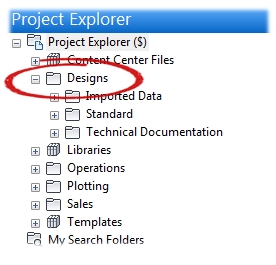 Project Explorer
Project Explorer ($)
Content Center Files
Designs
Imported Data
Standard
Technical Documentation
Libraries
Operations
Plotting
Sales
Templates
My Search Folders